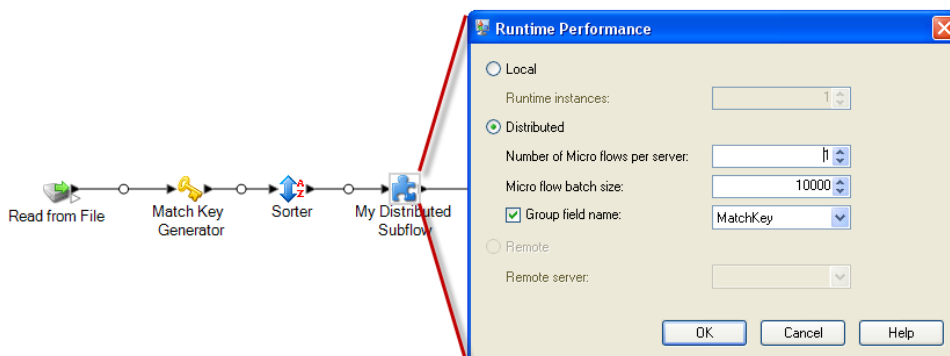 Runtime Performance
Local
Runtime instances: 1
Distributed
Number of Micro flows per server: 1
Micro flow batch size: 10000
Group field name: MatchKey
Remote
Remote server:
OK Cancel Help
Read from File
Match Key
Generator
A
Z
Sorter
My Distributed
Subflow